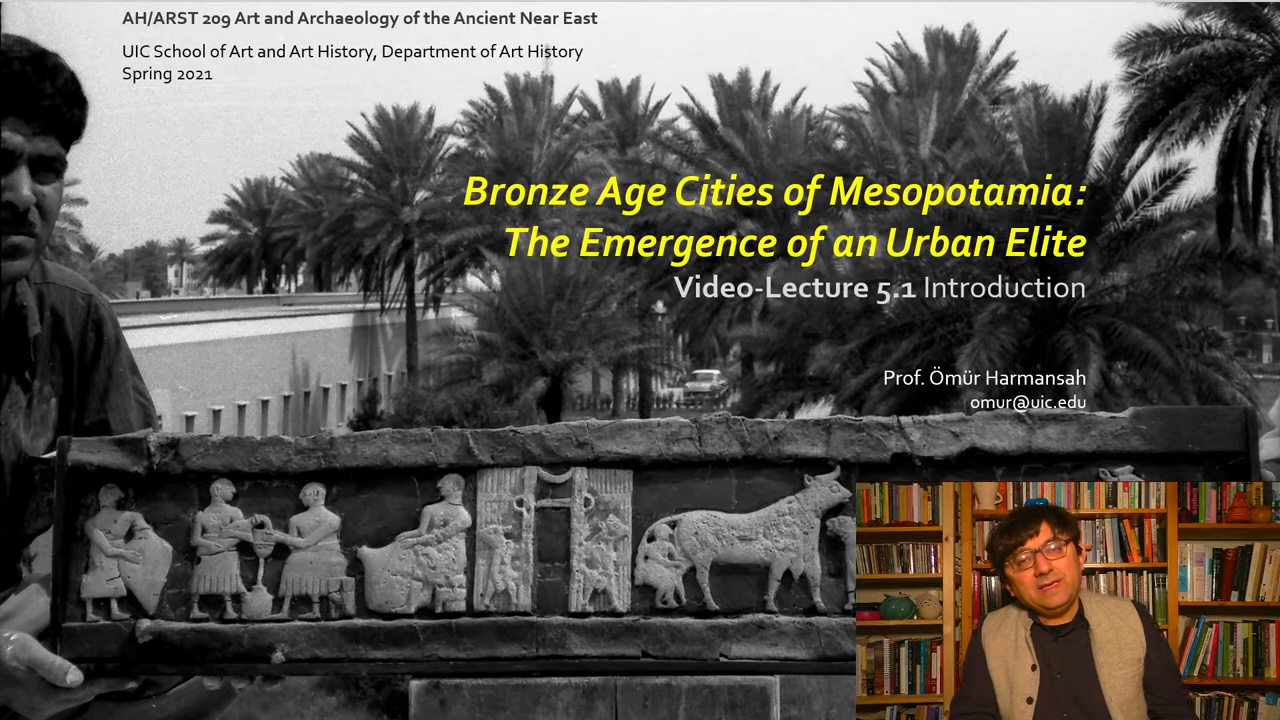 AH/ARST 209 Art and Archaeology of the Ancient Near East
UIC School of Art and Art History, Department of Art History
Spring 2021
Bronze Age Cities of Mesopotamia:
The Emergence of an Urban Elite
Video-Lecture 5.1 Introduction
Prof. Ömür Harmansah
omur@uic.edu